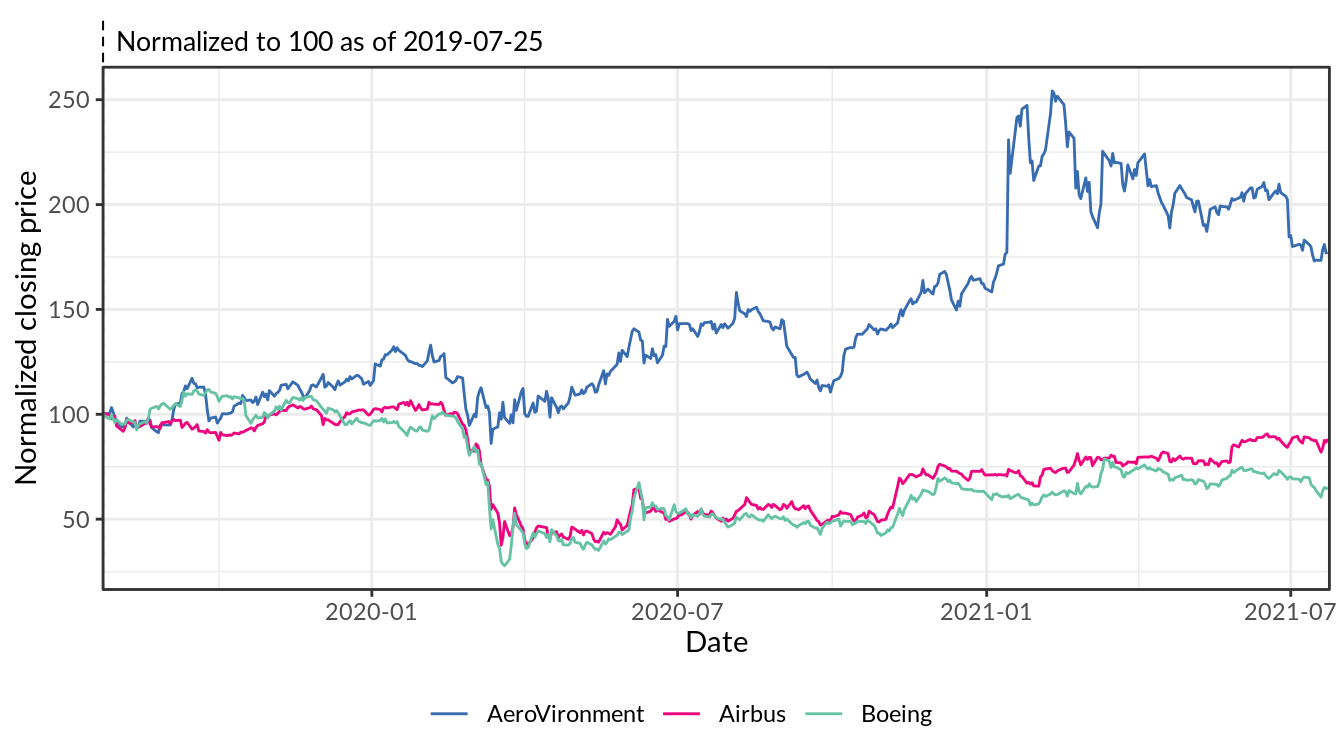 Normalized to 100 as of 2019-07-25
250
200
150
100
50
Normalized closing price
2020-01
2020-07
2021-01
2021-07
Date
AeroVironment
Airbus
Boeing